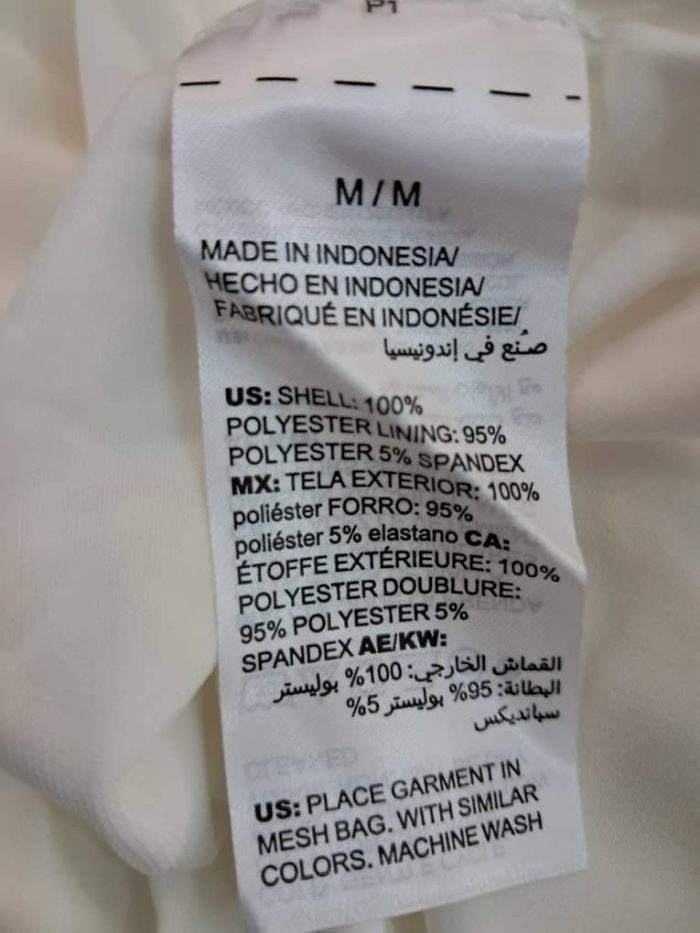 P1
M / M
MADE IN INDONESIA/
HECHO EN INDONESIA/
FABRIQUÉ EN INDONÉSIE/
صُنع في إندونيسيا
US: SHELL: 100%
POLYESTER LINING: 95%
POLYESTER 5% SPANDEX
MX: TELA EXTERIOR: 100%
poliéster FORRO: 95%
poliéster 5% elastano CA:
ÉTOFFE EXTÉRIEURE: 100%
POLYESTER DOUBLURE:
95% POLYESTER 5%
SPANDEX AE/KW:
القماش الخارجي: 100% بوليستر
البطانة: 95% بوليستر 5%
سبانديكس
US: PLACE GARMENT IN
MESH BAG. WITH SIMILAR
COLORS. MACHINE WASH